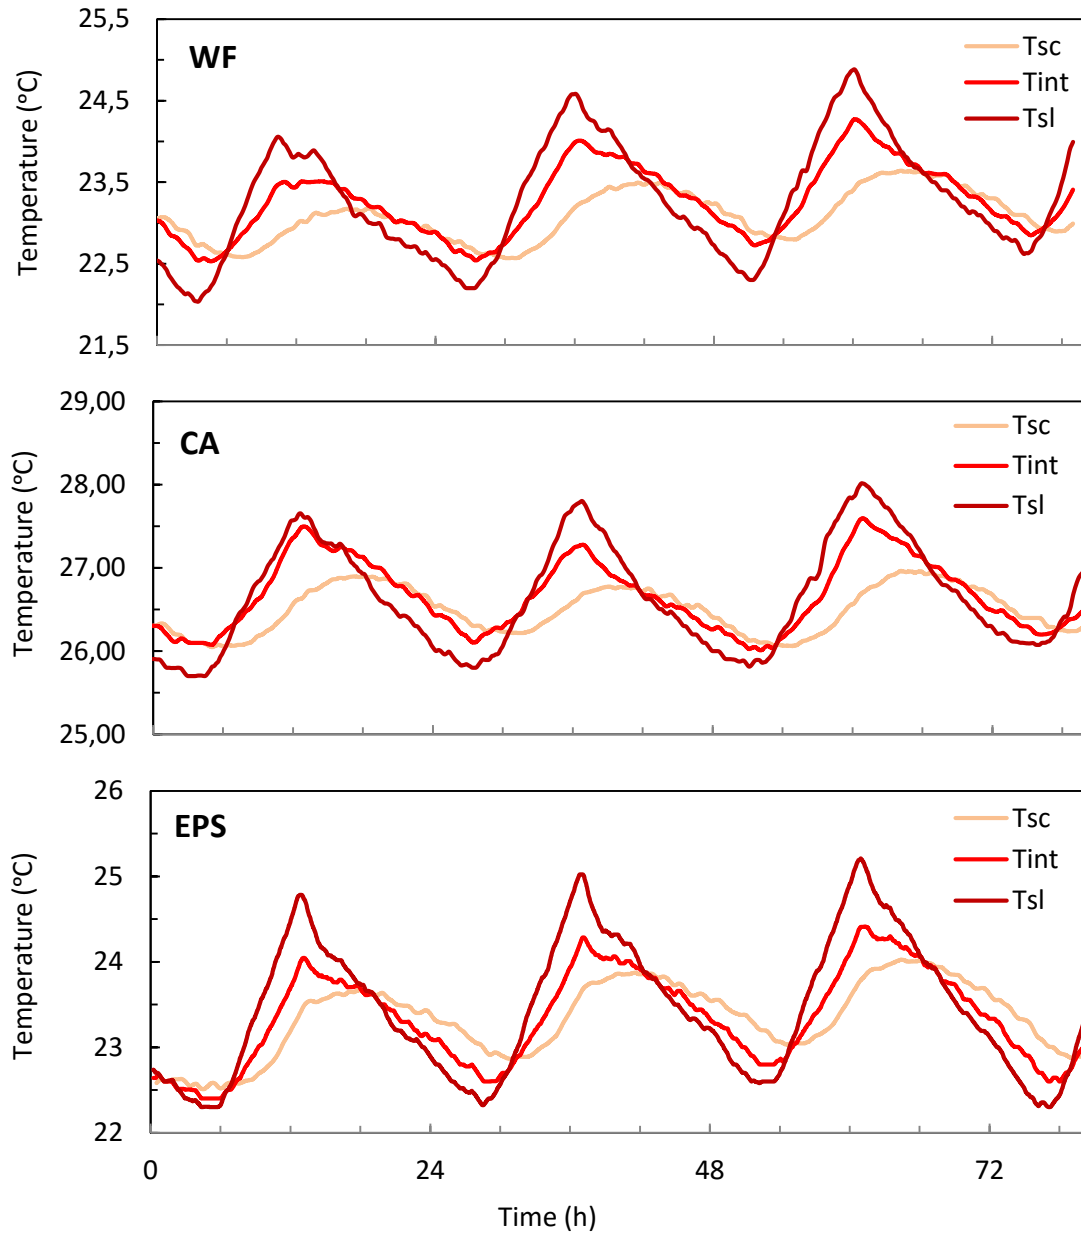 25,5
WF
Tsc
Tint
Tsl
24,5
23,5
22,5
21,5
Temperature (°C)
29,00
CA
Tsc
Tint
Tsl
28,00
27,00
26,00
25,00
Temperature (°C)
26
EPS
Tsc
Tint
Tsl
25
24
23
22
Temperature (°C)
0 24 48 72
Time (h)